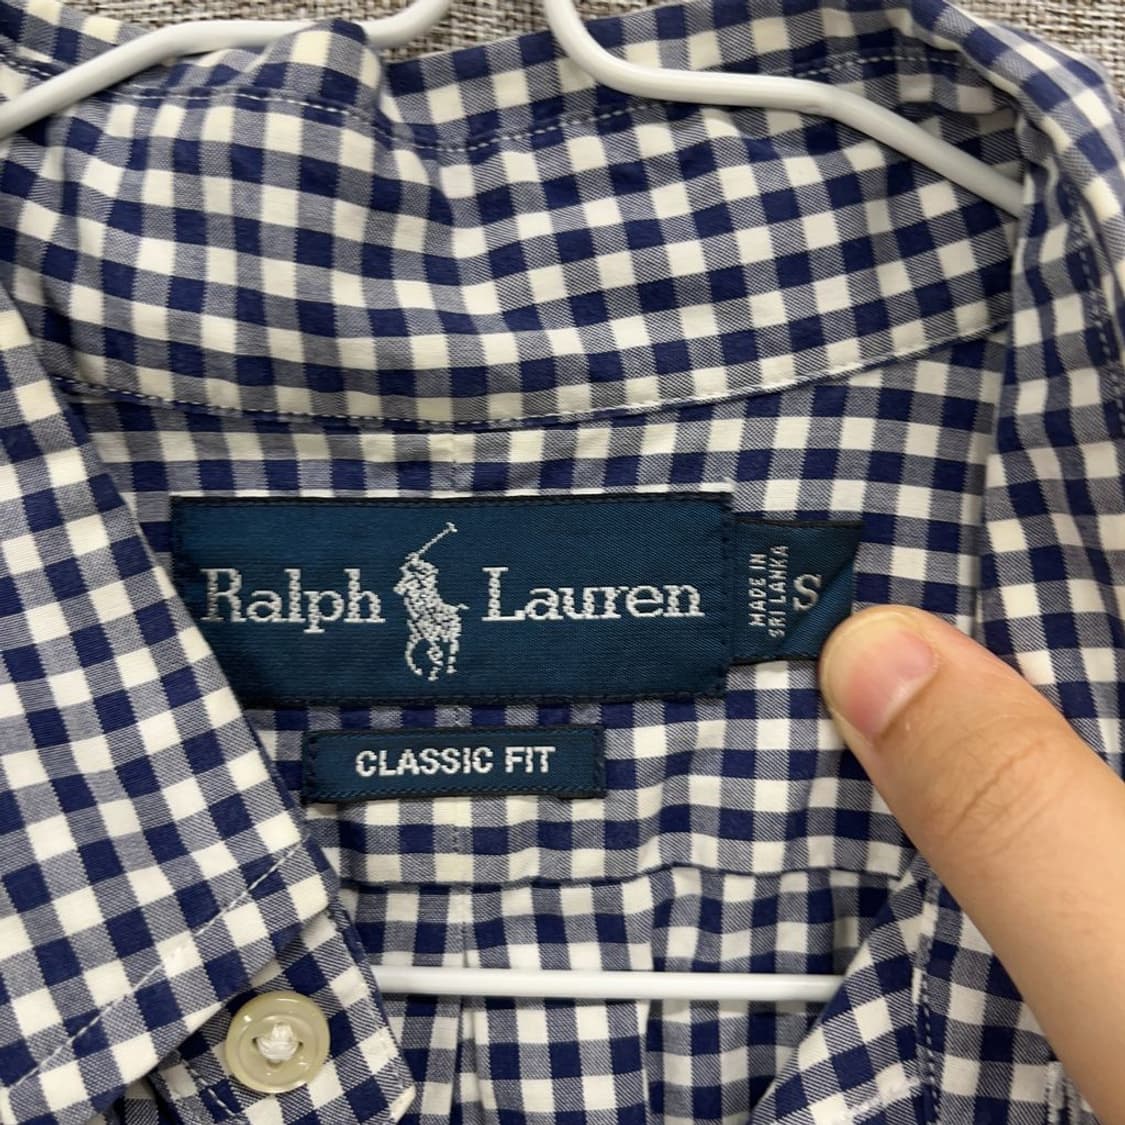 Ralph Lauren
MADE IN
SRI LANKA
S
CLASSIC FIT